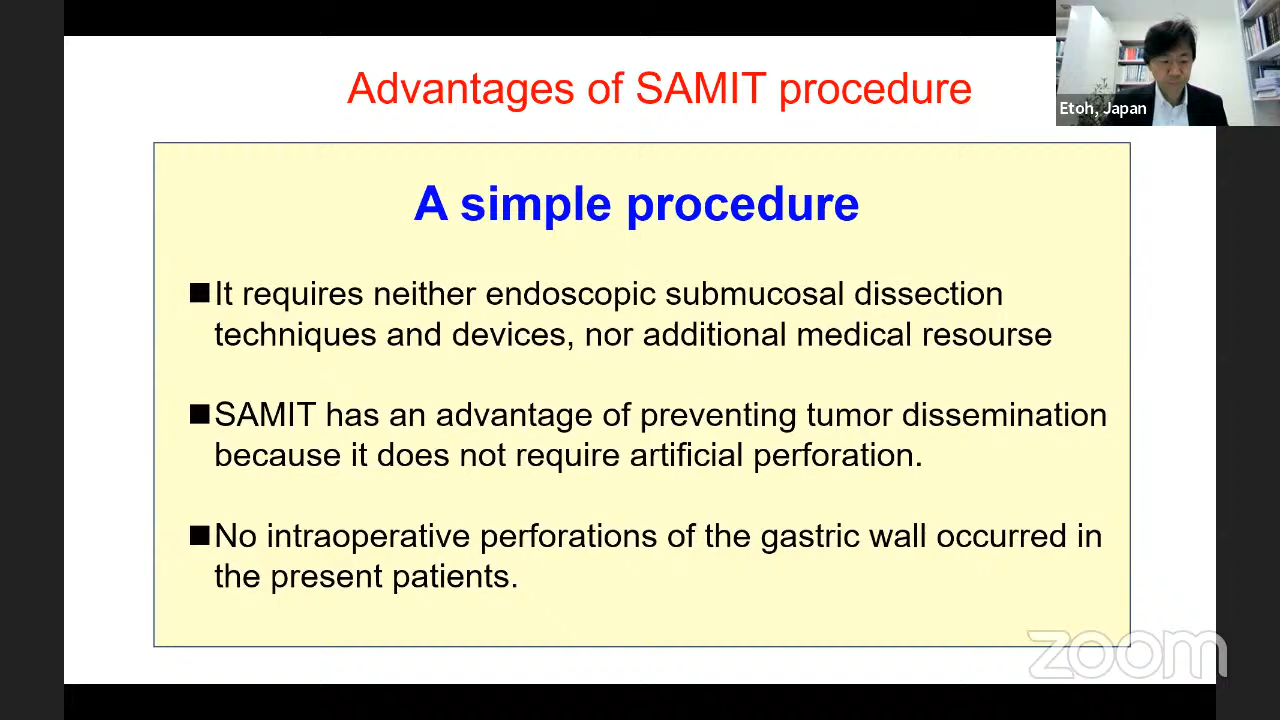 Advantages of SAMIT procedure
Etoh, Japan
A simple procedure
It requires neither endoscopic submucosal dissection
techniques and devices, nor additional medical resourse
SAMIT has an advantage of preventing tumor dissemination
because it does not require artificial perforation.
No intraoperative perforations of the gastric wall occurred in
the present patients.
zoom